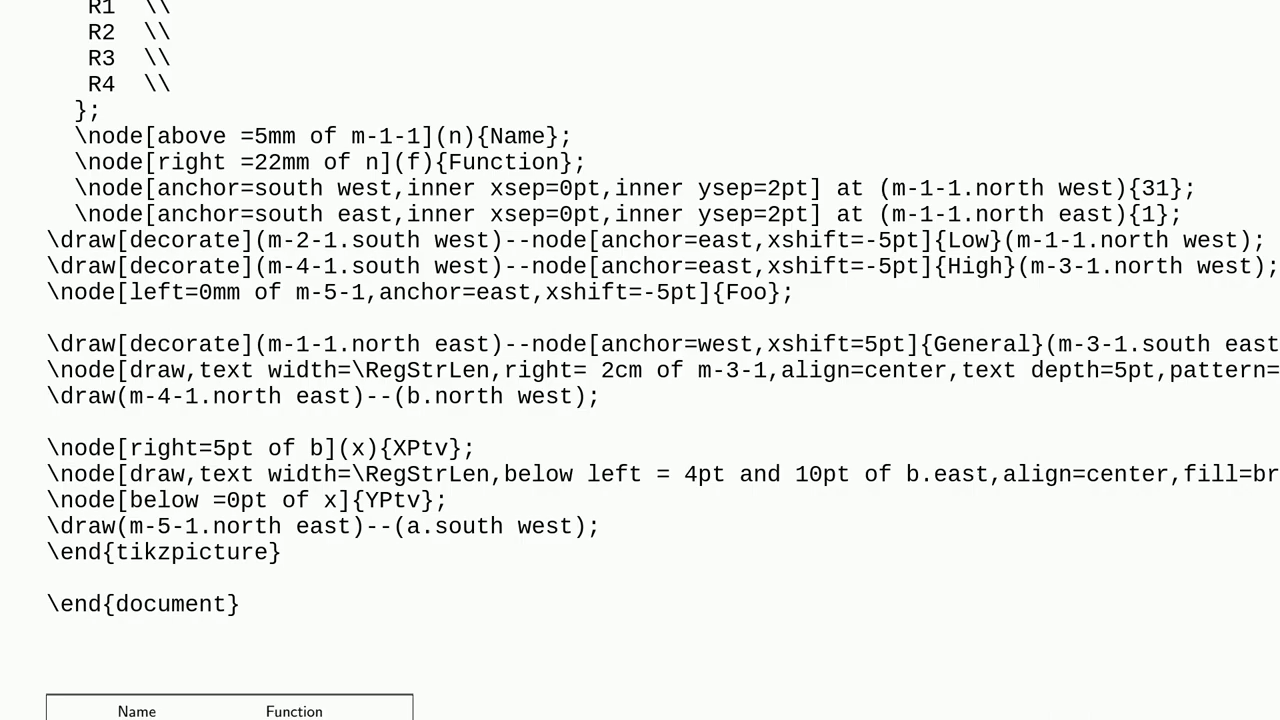 R1  \\
R2  \\
R3  \\
R4  \\
};
\node[above =5mm of m-1-1](n){Name};
\node[right =22mm of n](f){Function};
\node[anchor=south west,inner xsep=0pt,inner ysep=2pt] at (m-1-1.north west){31};
\node[anchor=south east,inner xsep=0pt,inner ysep=2pt] at (m-1-1.north east){1};
\draw[decorate](m-2-1.south west)--node[anchor=east,xshift=-5pt]{Low}(m-1-1.north west);
\draw[decorate](m-4-1.south west)--node[anchor=east,xshift=-5pt]{High}(m-3-1.north west);
\node[left=0mm of m-5-1,anchor=east,xshift=-5pt]{Foo};
\draw[decorate](m-1-1.north east)--node[anchor=west,xshift=5pt]{General}(m-3-1.south east
\node[draw,text width=\RegStrLen,right= 2cm of m-3-1,align=center,text depth=5pt,pattern=
\draw(m-4-1.north east)--(b.north west);
\node[right=5pt of b](x){XPtv};
\node[draw,text width=\RegStrLen,below left = 4pt and 10pt of b.east,align=center,fill=br
\node[below =0pt of x]{YPtv};
\draw(m-5-1.north east)--(a.south west);
\end{tikzpicture}
\end{document}
Name Function